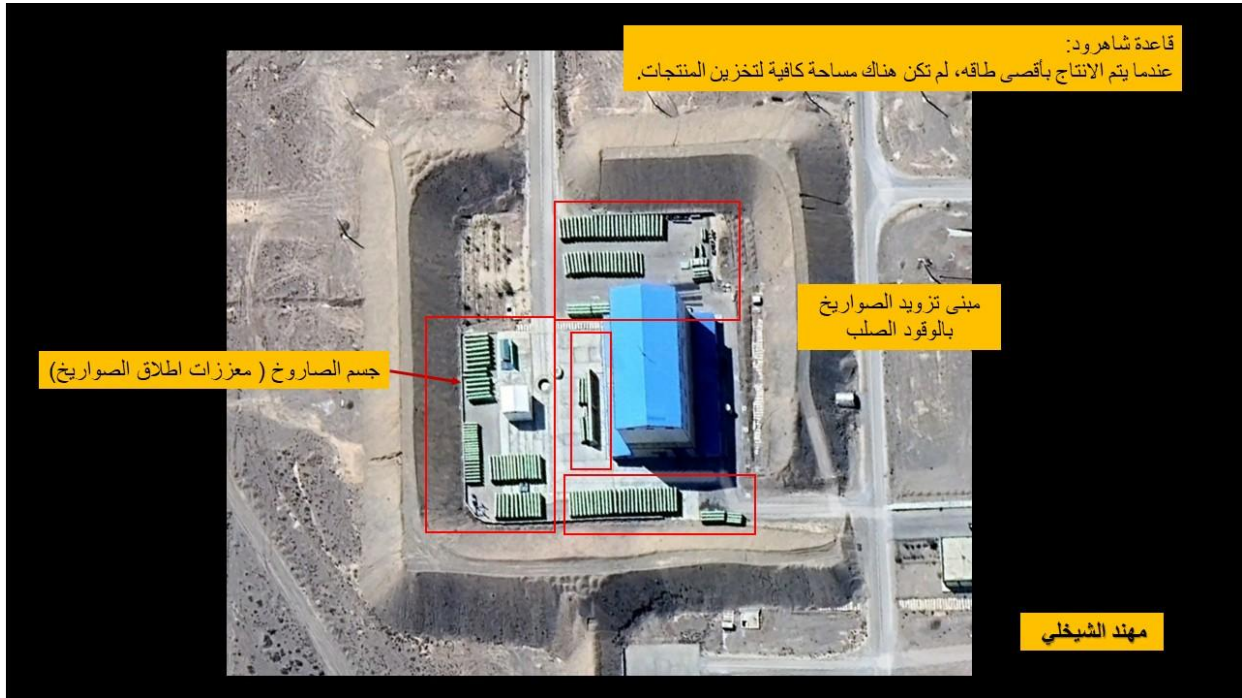 قاعدة شاهرود:
عندما يتم الانتاج بأقصى طاقه، لم تكن هناك مساحة كافية لتخزين المنتجات.
مبنى تزويد الصواريخ
بالوقود الصلب
جسم الصاروخ ( معززات اطلاق الصواريخ)
مهند الشيخلي